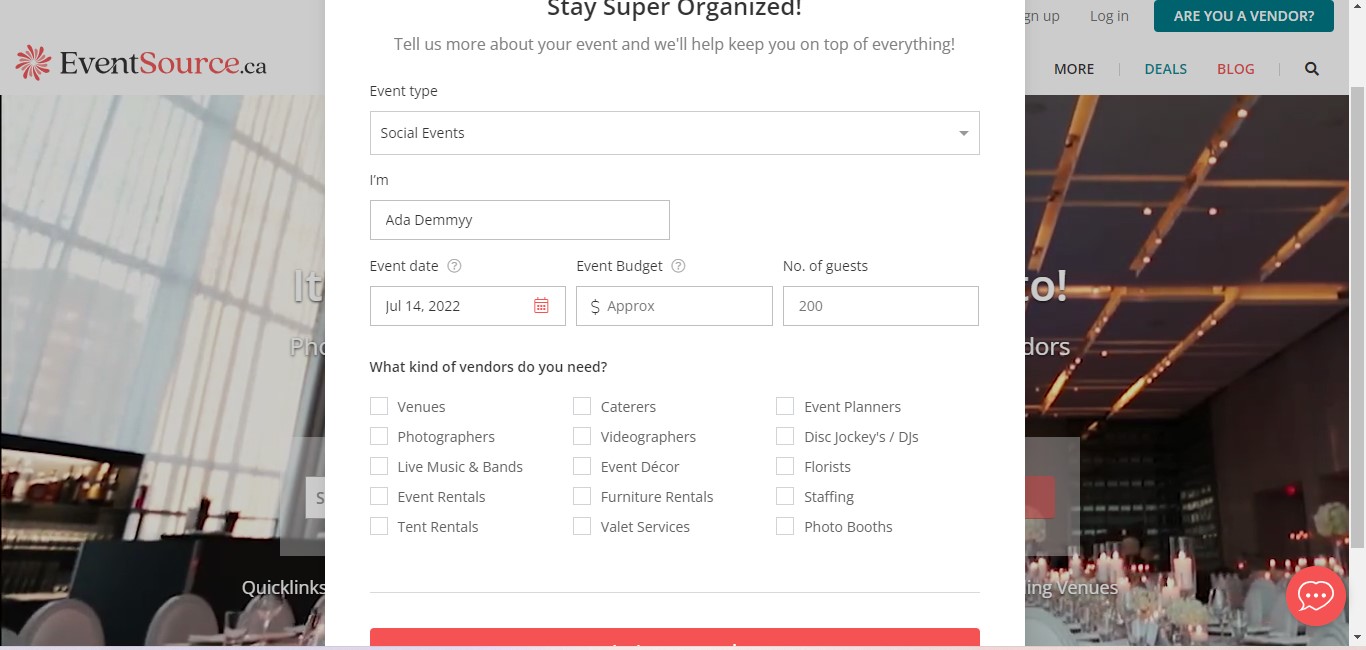 Stay Super Organized!
gn up Log in ARE YOU A VENDOR?
Tell us more about your event and we'll help keep you on top of everything!
EventSource.ca
MORE DEALS BLOG
Event type
Social Events
I'm
Ada Demmyy
Event date ? Event Budget ? No. of guests
It to!
Jul 14, 2022 $ Approx 200
Pho dors
What kind of vendors do you need?
Venues Caterers Event Planners
Photographers Videographers Disc Jockey's / DJs
Live Music & Bands Event Décor Florists
Event Rentals Furniture Rentals Staffing
S
Tent Rentals Valet Services Photo Booths
Quicklinks ing Venues